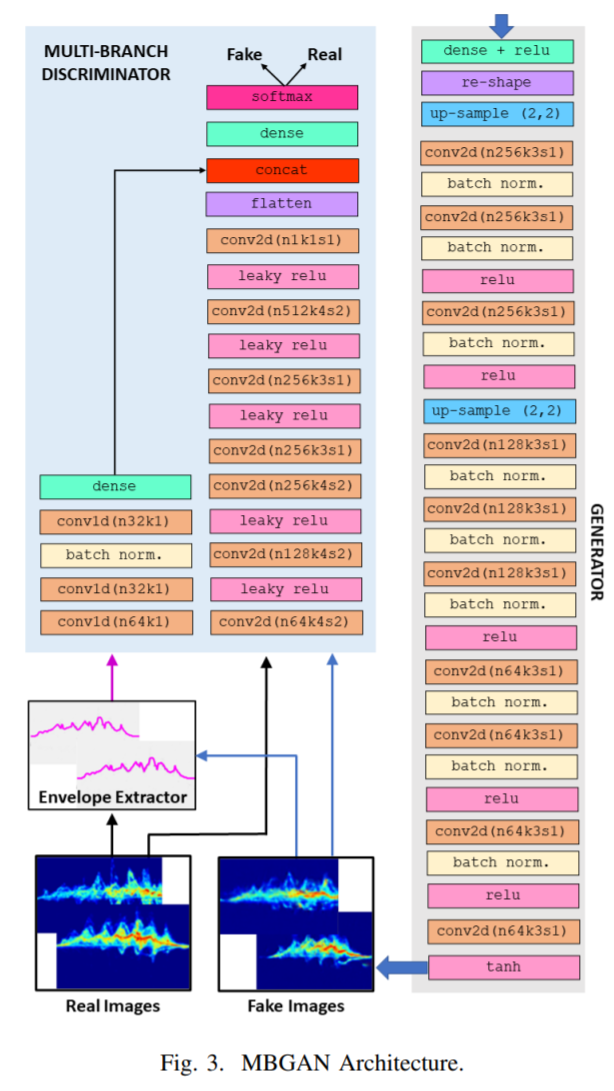 MULTI-BRANCH
DISCRIMINATOR
Fake
Real
softmax
dense
concat
flatten
conv2d(n1k1s1)
leaky relu
conv2d(n512k4s2)
leaky relu
conv2d(n256k3s1)
leaky relu
conv2d(n256k3s1)
conv2d(n256k4s2)
leaky relu
conv2d(n128k4s2)
leaky relu
conv2d(n64k4s2)
dense
conv1d(n32k1)
batch norm.
conv1d(n32k1)
conv1d(n64k1)
Envelope Extractor
Real Images
Fake Images
dense + relu
re-shape
up-sample (2,2)
conv2d(n256k3s1)
batch norm.
conv2d(n256k3s1)
batch norm.
relu
conv2d(n256k3s1)
batch norm.
relu
up-sample (2,2)
conv2d(n128k3s1)
batch norm.
conv2d(n128k3s1)
batch norm.
conv2d(n128k3s1)
batch norm.
relu
conv2d(n64k3s1)
batch norm.
conv2d(n64k3s1)
batch norm.
relu
conv2d(n64k3s1)
batch norm.
relu
conv2d(n64k3s1)
tanh
GENERATOR
Fig. 3. MBGAN Architecture.